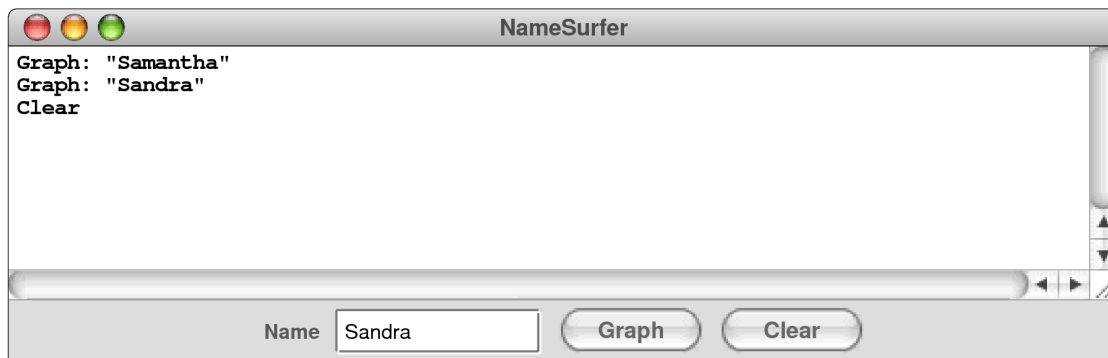 NameSurfer
Graph: "Samantha"
Graph: "Sandra"
Clear
Name Sandra Graph Clear